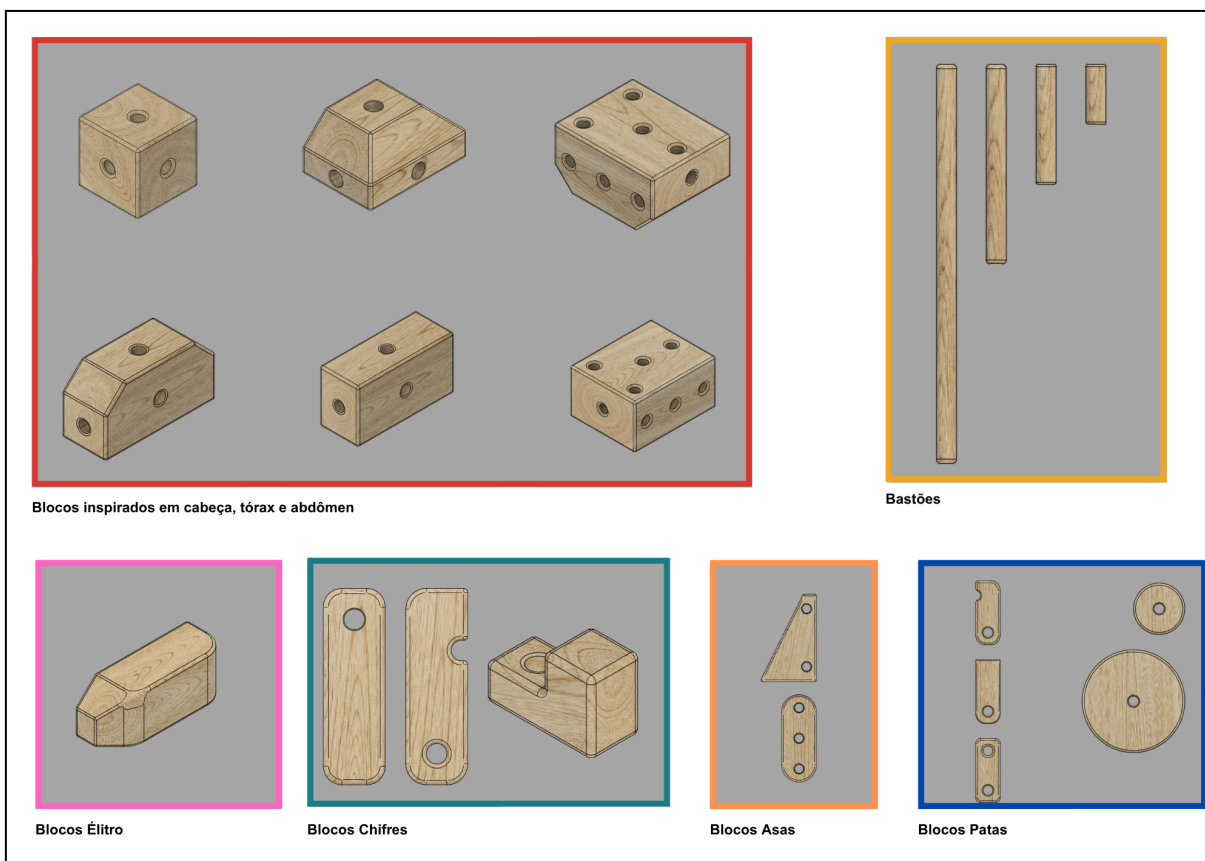 Blocos inspirados em cabeça, tórax e abdômen
Bastões
Blocos Élitro
Blocos Chifres
Blocos Asas
Blocos Patas